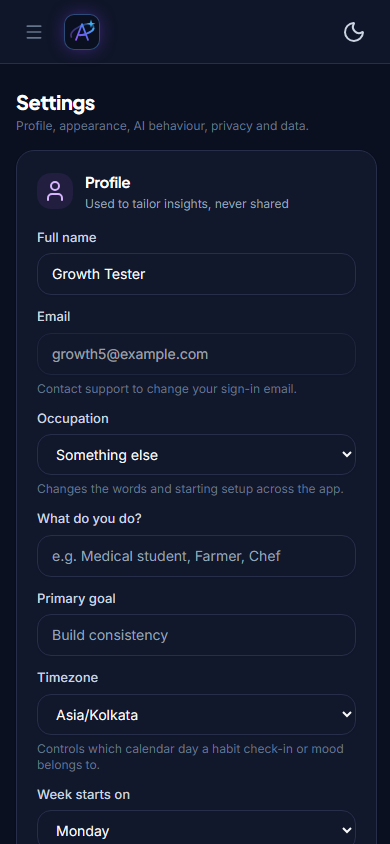 Settings
Profile, appearance, AI behaviour, privacy and data.
Profile
Used to tailor insights, never shared
Full name
Growth Tester
Email
growth5@example.com
Contact support to change your sign-in email.
Occupation
Something else
Changes the words and starting setup across the app.
What do you do?
e.g. Medical student, Farmer, Chef
Primary goal
Build consistency
Timezone
Asia/Kolkata
Controls which calendar day a habit check-in or mood
belongs to.
Week starts on
Monday